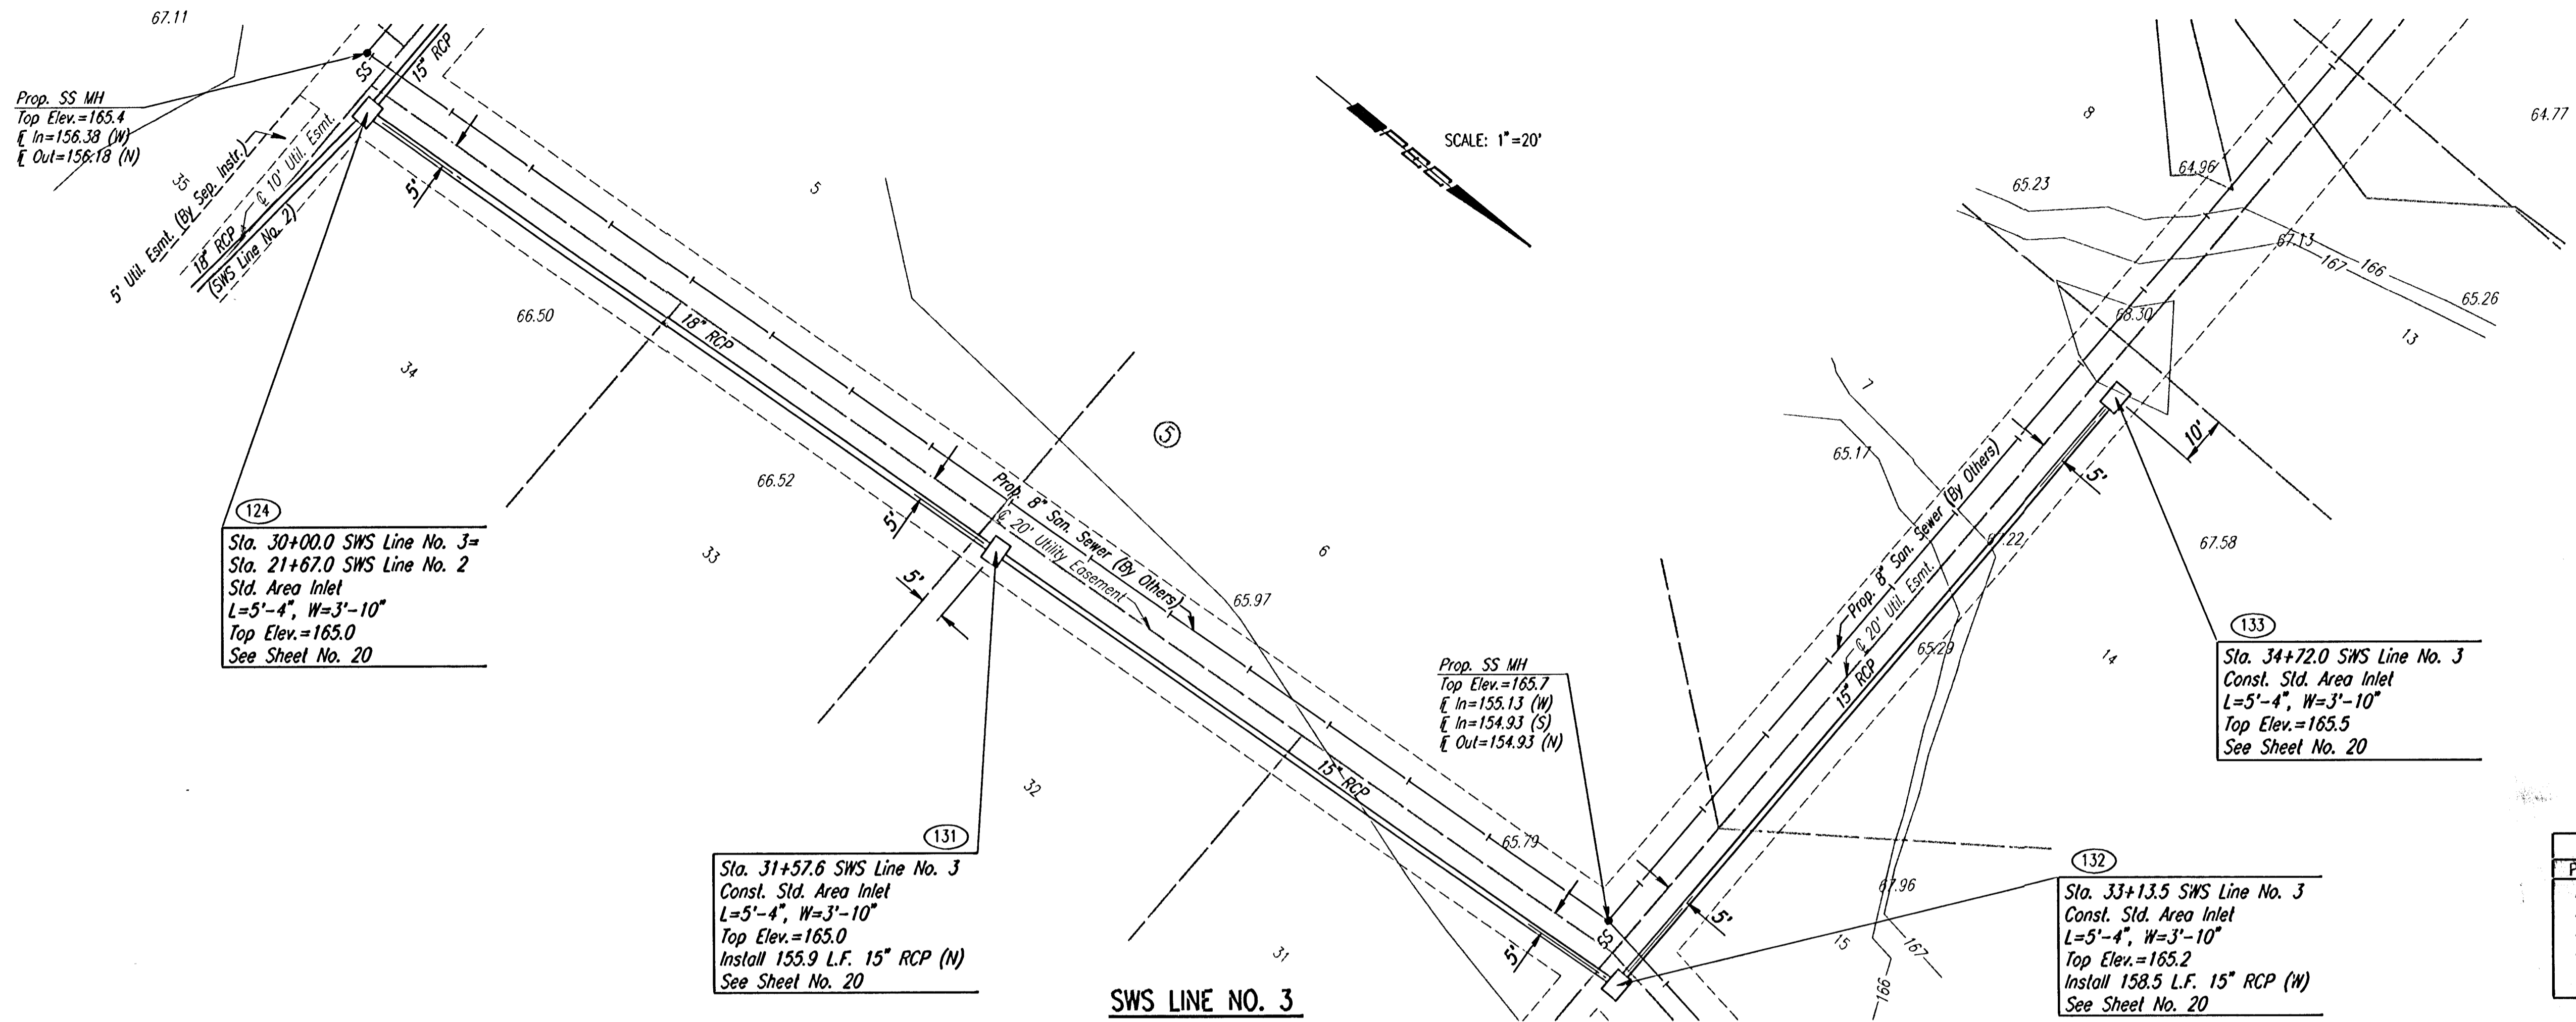 67.11
Prop. SS MH
Top Elev.=165.4
℄ In=156.38 (W)
℄ Out=156.18 (N)
SS
15" RCP
35
5' Util. Esmt. (By Sep. Instr.)
℄ 10' Util. Esmt.
18" RCP
(SWS Line No. 2)
5'
5
SCALE: 1"=20'
8
64.77
64.96
65.23
67.13
167
166
65.26
68.30
13
66.50
34
18" RCP
7
65.17
10'
5'
⑤
66.52
33
5'
5'
Prop. 8" San. Sewer (By Others)
℄ 20' Utility Easement
6
65.97
Prop. 8" San. Sewer (By Others)
℄ 20' Util. Esmt.
15" RCP
67.22
67.58
65.29
14
124
Sta. 30+00.0 SWS Line No. 3=
Sta. 21+67.0 SWS Line No. 2
Std. Area Inlet
L=5'-4", W=3'-10"
Top Elev.=165.0
See Sheet No. 20
133
Sta. 34+72.0 SWS Line No. 3
Const. Std. Area Inlet
L=5'-4", W=3'-10"
Top Elev.=165.5
See Sheet No. 20
Prop. SS MH
Top Elev.=165.7
℄ In=155.13 (W)
℄ In=154.93 (S)
℄ Out=154.93 (N)
32
15" RCP
65.79
131
Sta. 31+57.6 SWS Line No. 3
Const. Std. Area Inlet
L=5'-4", W=3'-10"
Top Elev.=165.0
Install 155.9 L.F. 15" RCP (N)
See Sheet No. 20
31
5'
SS
5'
67.96
15
167
166
132
Sta. 33+13.5 SWS Line No. 3
Const. Std. Area Inlet
L=5'-4", W=3'-10"
Top Elev.=165.2
Install 158.5 L.F. 15" RCP (W)
See Sheet No. 20
P
SWS LINE NO. 3